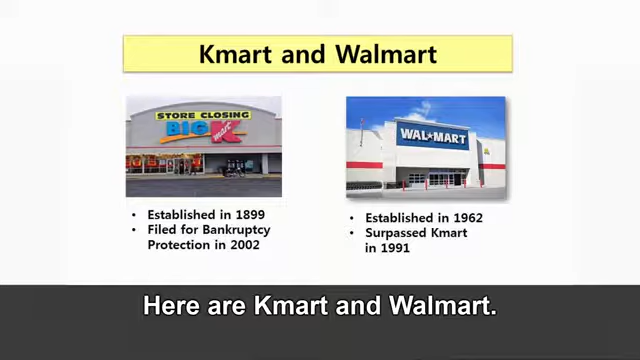 Kmart and Walmart
STORE CLOSING
BIG K
mart
WAL★MART
• Established in 1899
• Filed for Bankruptcy
Protection in 2002
• Established in 1962
• Surpassed Kmart
in 1991
Here are Kmart and Walmart.